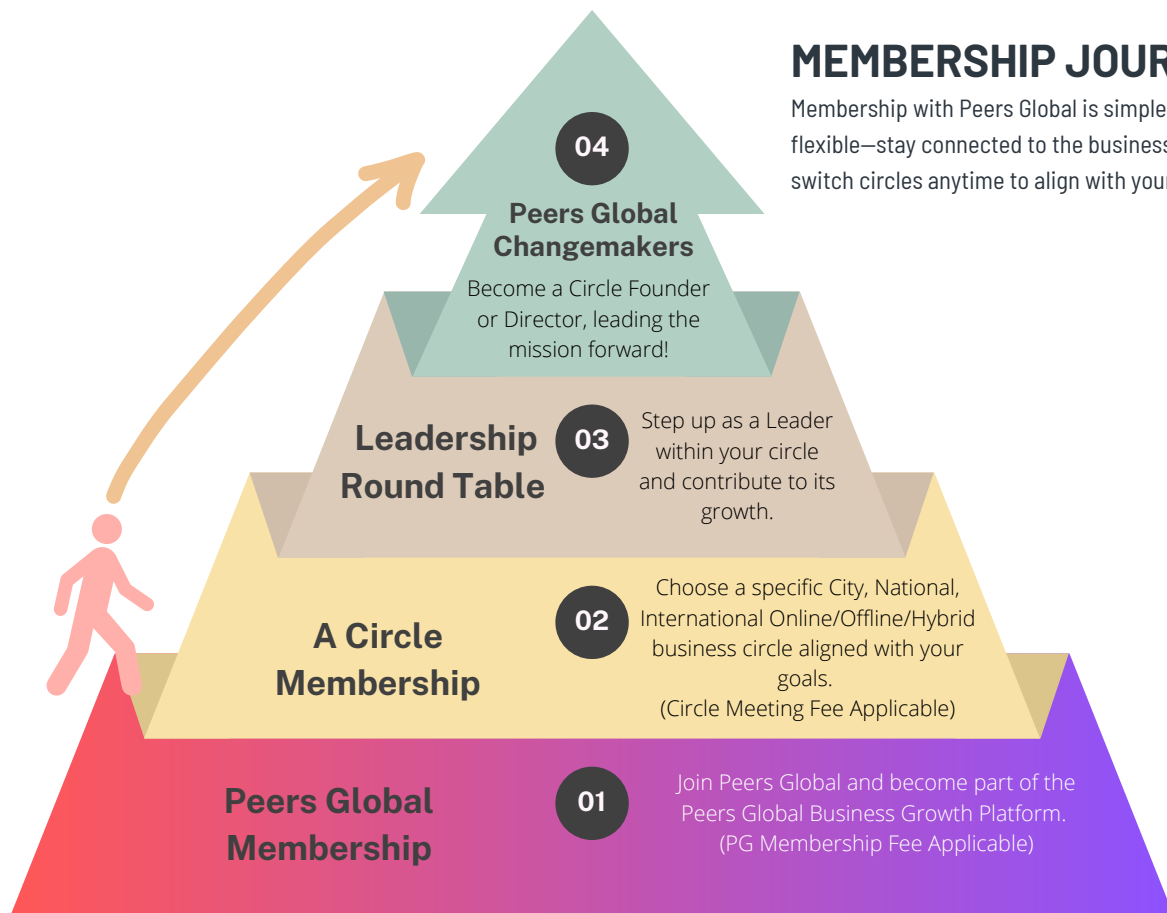 MEMBERSHIP JOUR
Membership with Peers Global is simple
flexible—stay connected to the business
switch circles anytime to align with your
04
Peers Global
Changemakers
Become a Circle Founder
or Director, leading the
mission forward!
Leadership
Round Table
03
Step up as a Leader
within your circle
and contribute to its
growth.
A Circle
Membership
02
Choose a specific City, National,
International Online/Offline/Hybrid
business circle aligned with your
goals.
(Circle Meeting Fee Applicable)
Peers Global
Membership
01
Join Peers Global and become part of the
Peers Global Business Growth Platform.
(PG Membership Fee Applicable)